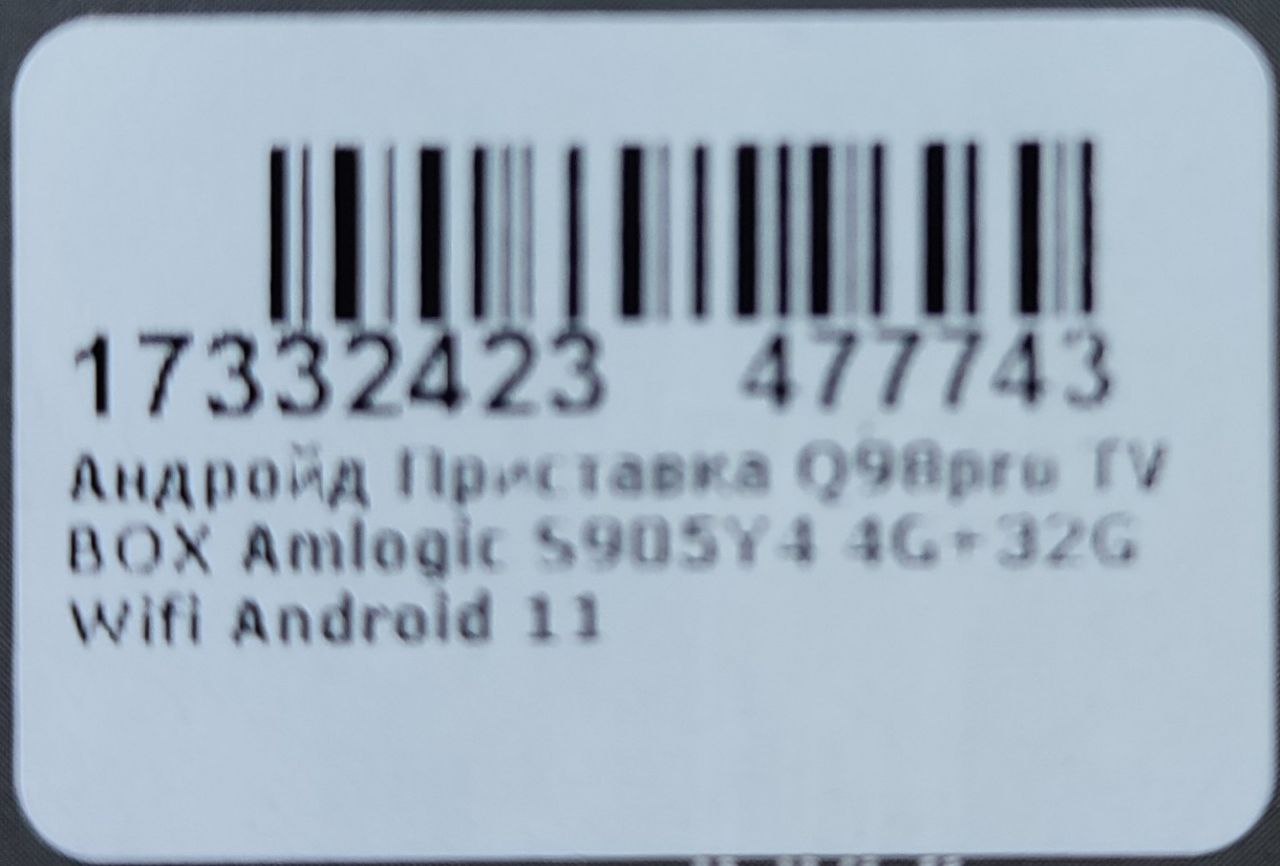 17332423 477743
Андройд Приставка Q98pro TV
BOX Amlogic S905Y4 4G+32G
Wifi Android 11